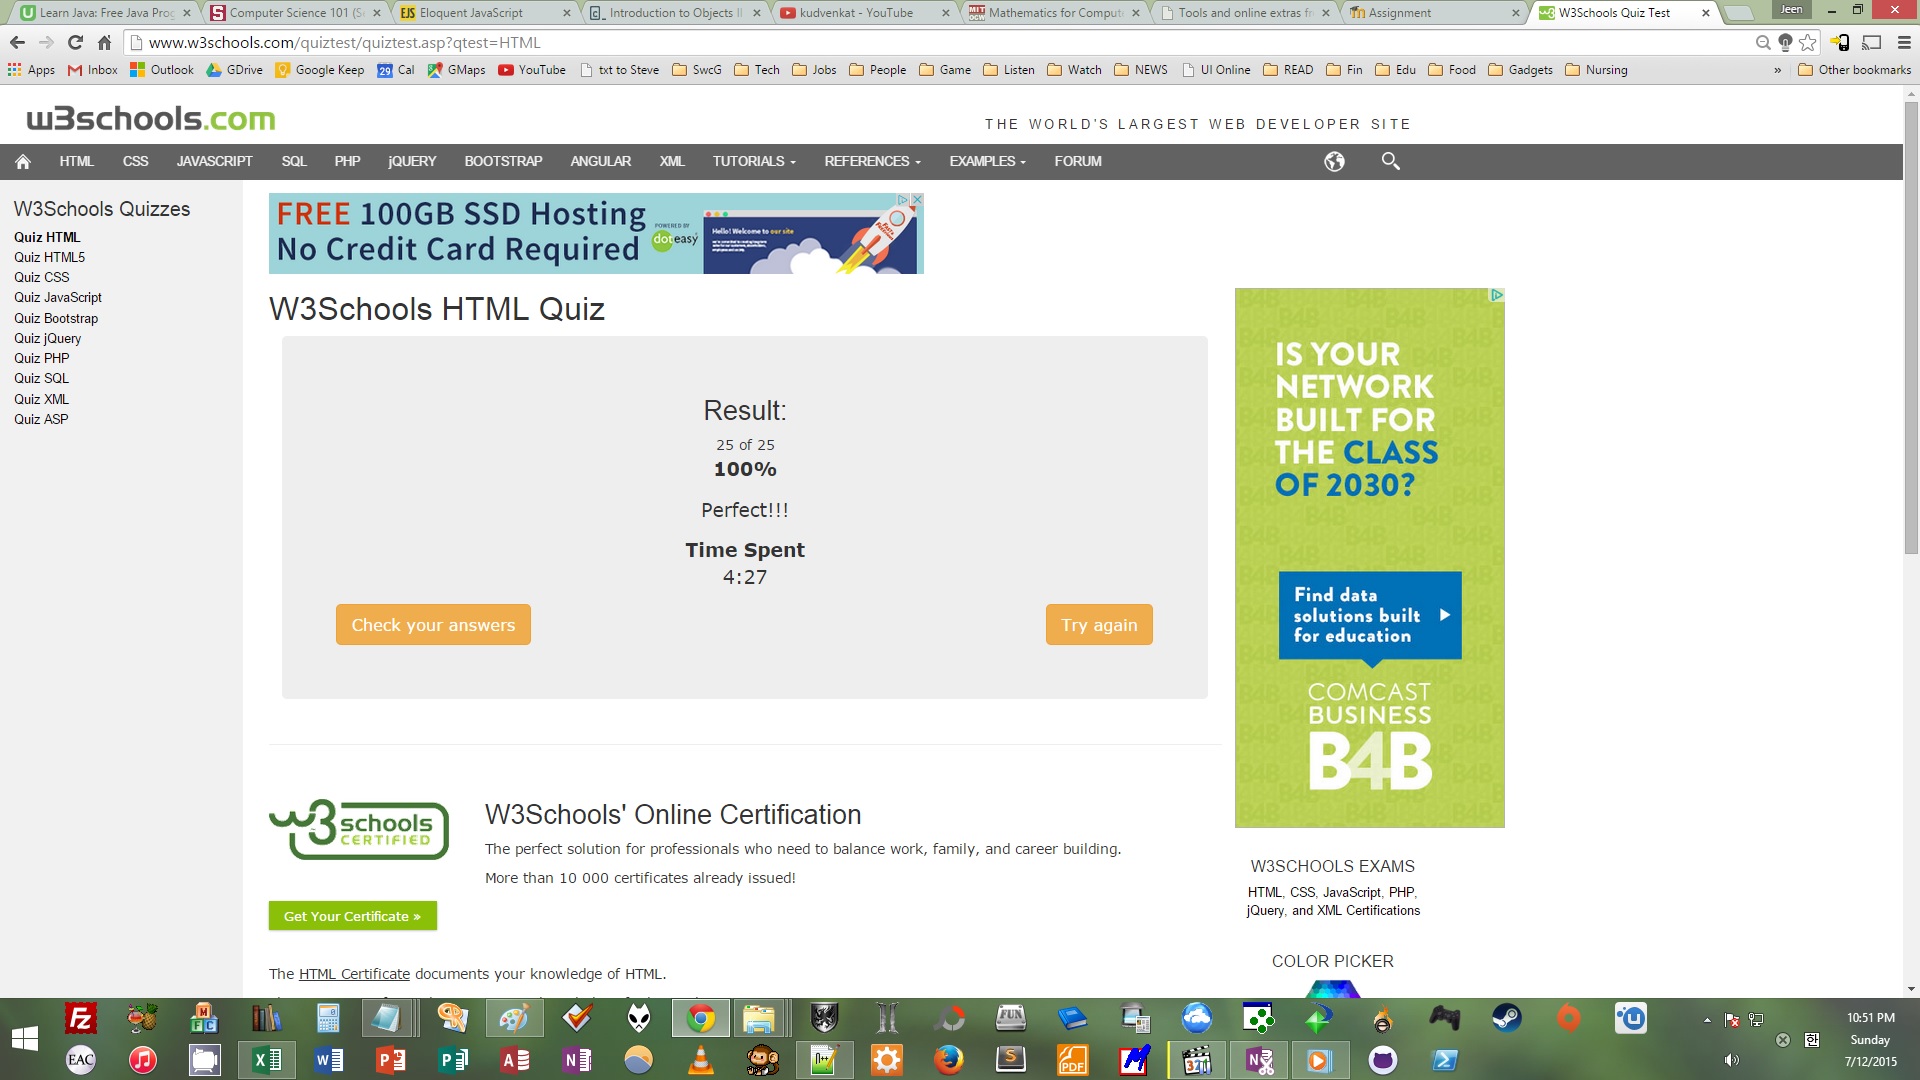 Learn Java: Free Java Prog
Computer Science 101 (Se
EJS Eloquent JavaScript
Introduction to Objects II
kudvenkat - YouTube
Mathematics for Compute
Tools and online extras fr
Assignment
W3Schools Quiz Test
Jeen
www.w3schools.com/quiztest/quiztest.asp?qtest=HTML
Apps Inbox Outlook GDrive Google Keep 29 Cal GMaps YouTube txt to Steve SwcG Tech Jobs People Game Listen Watch NEWS UI Online READ Fin Edu Food Gadgets Nursing » Other bookmarks
w3schools.com
THE WORLD'S LARGEST WEB DEVELOPER SITE
HTML CSS JAVASCRIPT SQL PHP jQUERY BOOTSTRAP ANGULAR XML TUTORIALS REFERENCES EXAMPLES FORUM
W3Schools Quizzes
Quiz HTML
Quiz HTML5
Quiz CSS
Quiz JavaScript
Quiz Bootstrap
Quiz jQuery
Quiz PHP
Quiz SQL
Quiz XML
Quiz ASP
FREE 100GB SSD Hosting
No Credit Card Required
POWERED BY
doteasy
Hello! Welcome to our site
W3Schools HTML Quiz
Result:
25 of 25
100%
Perfect!!!
Time Spent
4:27
Check your answers
Try again
IS YOUR
NETWORK
BUILT FOR
THE CLASS
OF 2030?
Find data
solutions built
for education
COMCAST
BUSINESS
B4B
w3schools
CERTIFIED
W3Schools' Online Certification
The perfect solution for professionals who need to balance work, family, and career building.
More than 10 000 certificates already issued!
Get Your Certificate »
The HTML Certificate documents your knowledge of HTML.
W3SCHOOLS EXAMS
HTML, CSS, JavaScript, PHP,
jQuery, and XML Certifications
COLOR PICKER
FUN
EAC
PDF
321
한
10:51 PM
Sunday
7/12/2015